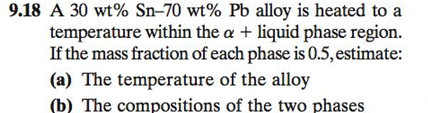 9.18 A 30 wt% Sn–70 wt% Pb alloy is heated to a
temperature within the α + liquid phase region.
If the mass fraction of each phase is 0.5, estimate:
(a) The temperature of the alloy
(b) The compositions of the two phases